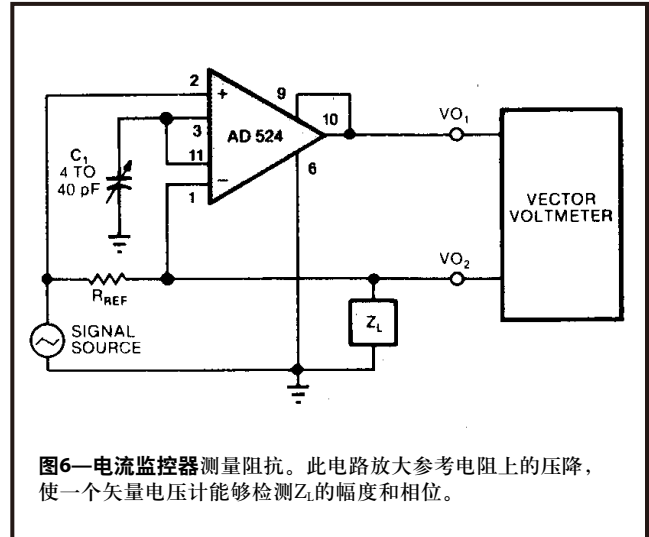 2
+
9
10
VO₁
3
AD 524
C₁
4 TO
40 pF
11
6
−
1
VECTOR
VOLTMETER
VO₂
R_REF
Z_L
SIGNAL
SOURCE
图6—电流监控器测量阻抗。此电路放大参考电阻上的压降，
使一个矢量电压计能够检测Z_L的幅度和相位。